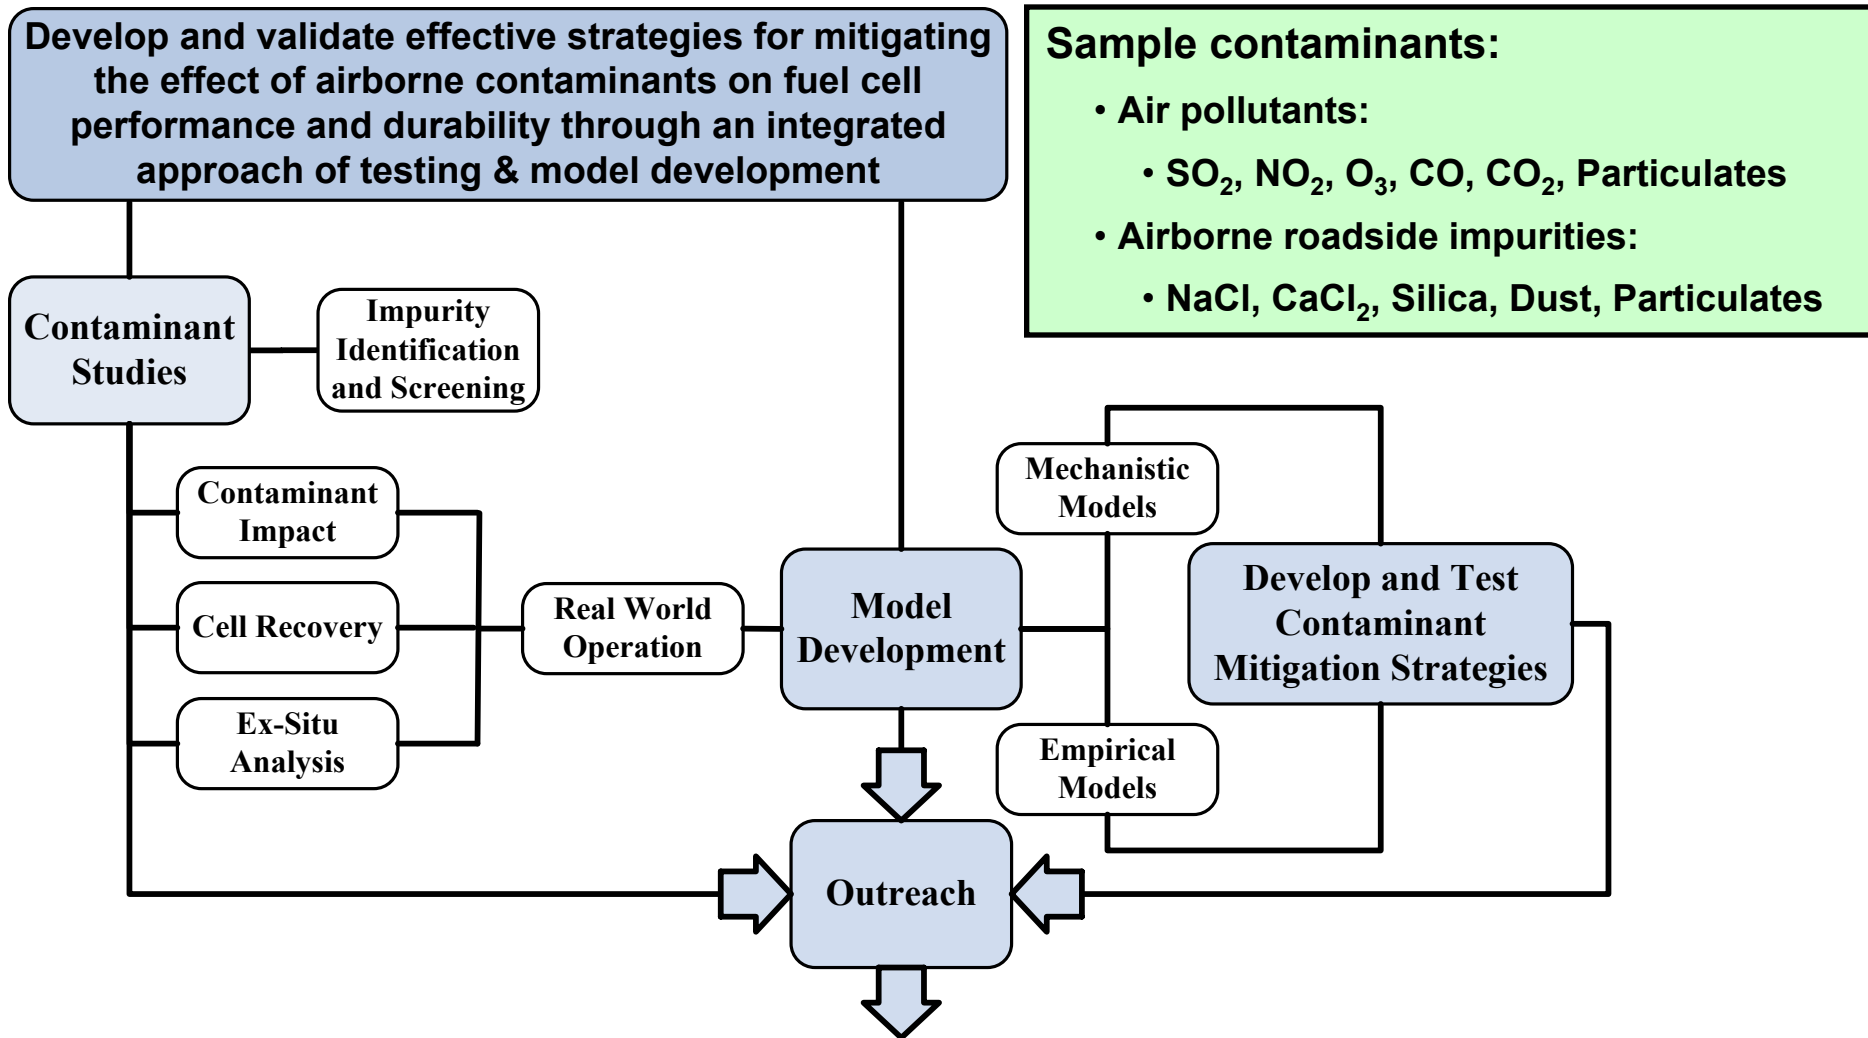 Develop and validate effective strategies for mitigating
the effect of airborne contaminants on fuel cell
performance and durability through an integrated
approach of testing & model development
Sample contaminants:
• Air pollutants:
• SO₂, NO₂, O₃, CO, CO₂, Particulates
• Airborne roadside impurities:
• NaCl, CaCl₂, Silica, Dust, Particulates
Contaminant
Studies
Impurity
Identification
and Screening
Contaminant
Impact
Cell Recovery
Ex-Situ
Analysis
Real World
Operation
Model
Development
Mechanistic
Models
Empirical
Models
Develop and Test
Contaminant
Mitigation Strategies
Outreach